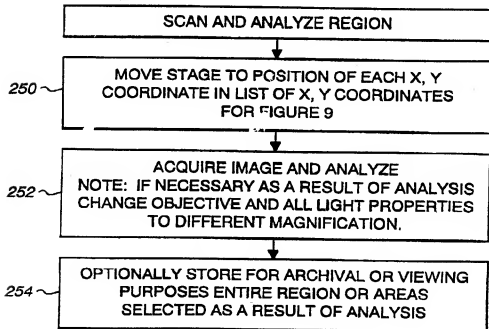 SCAN AND ANALYZE REGION
250
MOVE STAGE TO POSITION OF EACH X, Y
COORDINATE IN LIST OF X, Y COORDINATES
FOR FIGURE 9
252
ACQUIRE IMAGE AND ANALYZE
NOTE: IF NECESSARY AS A RESULT OF ANALYSIS
CHANGE OBJECTIVE AND ALL LIGHT PROPERTIES
TO DIFFERENT MAGNIFICATION.
254
OPTIONALLY STORE FOR ARCHIVAL OR VIEWING
PURPOSES ENTIRE REGION OR AREAS
SELECTED AS A RESULT OF ANALYSIS